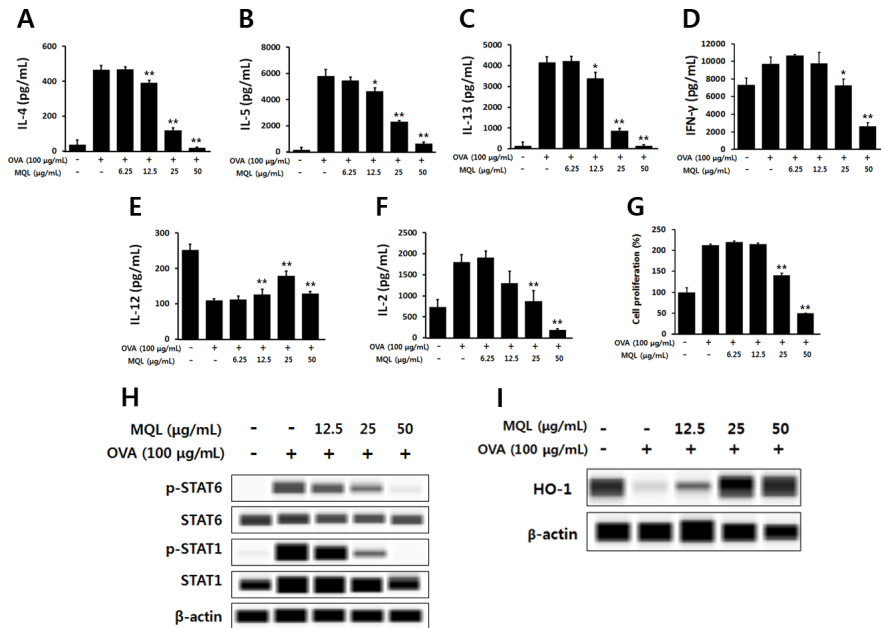 A
IL-4 (pg/mL)
600
400
200
0
**
**
**
OVA (100 μg/mL) - + + + + +
MQL (μg/mL) - - 6.25 12.5 25 50
B
IL-5 (pg/mL)
8000
6000
4000
2000
0
*
**
**
OVA (100 μg/mL) - + + + + +
MQL (μg/mL) - - 6.25 12.5 25 50
C
IL-13 (pg/mL)
5000
4000
3000
2000
1000
0
*
**
**
OVA (100 μg/mL) - + + + + +
MQL (μg/mL) - - 6.25 12.5 25 50
D
IFN-γ (pg/mL)
12000
10000
8000
6000
4000
2000
0
*
**
OVA (100 μg/mL) - + + + + +
MQL (μg/mL) - - 6.25 12.5 25 50
E
IL-12 (pg/mL)
300
200
100
0
**
**
**
OVA (100 μg/mL) - + + + + +
MQL (μg/mL) - - 6.25 12.5 25 50
F
IL-2 (pg/mL)
2500
2000
1500
1000
500
0
**
**
OVA (100 μg/mL) - + + + + +
MQL (μg/mL) - - 6.25 12.5 25 50
G
Cell proliferation (%)
250
200
150
100
50
0
**
**
OVA (100 μg/mL) - + + + + +
MQL (μg/mL) - - 6.25 12.5 25 50
H
MQL (μg/mL) - - 12.5 25 50
OVA (100 μg/mL) - + + + +
p-STAT6
STAT6
p-STAT1
STAT1
β-actin
I
MQL (μg/mL) - - 12.5 25 50
OVA (100 μg/mL) - + + + +
HO-1
β-actin